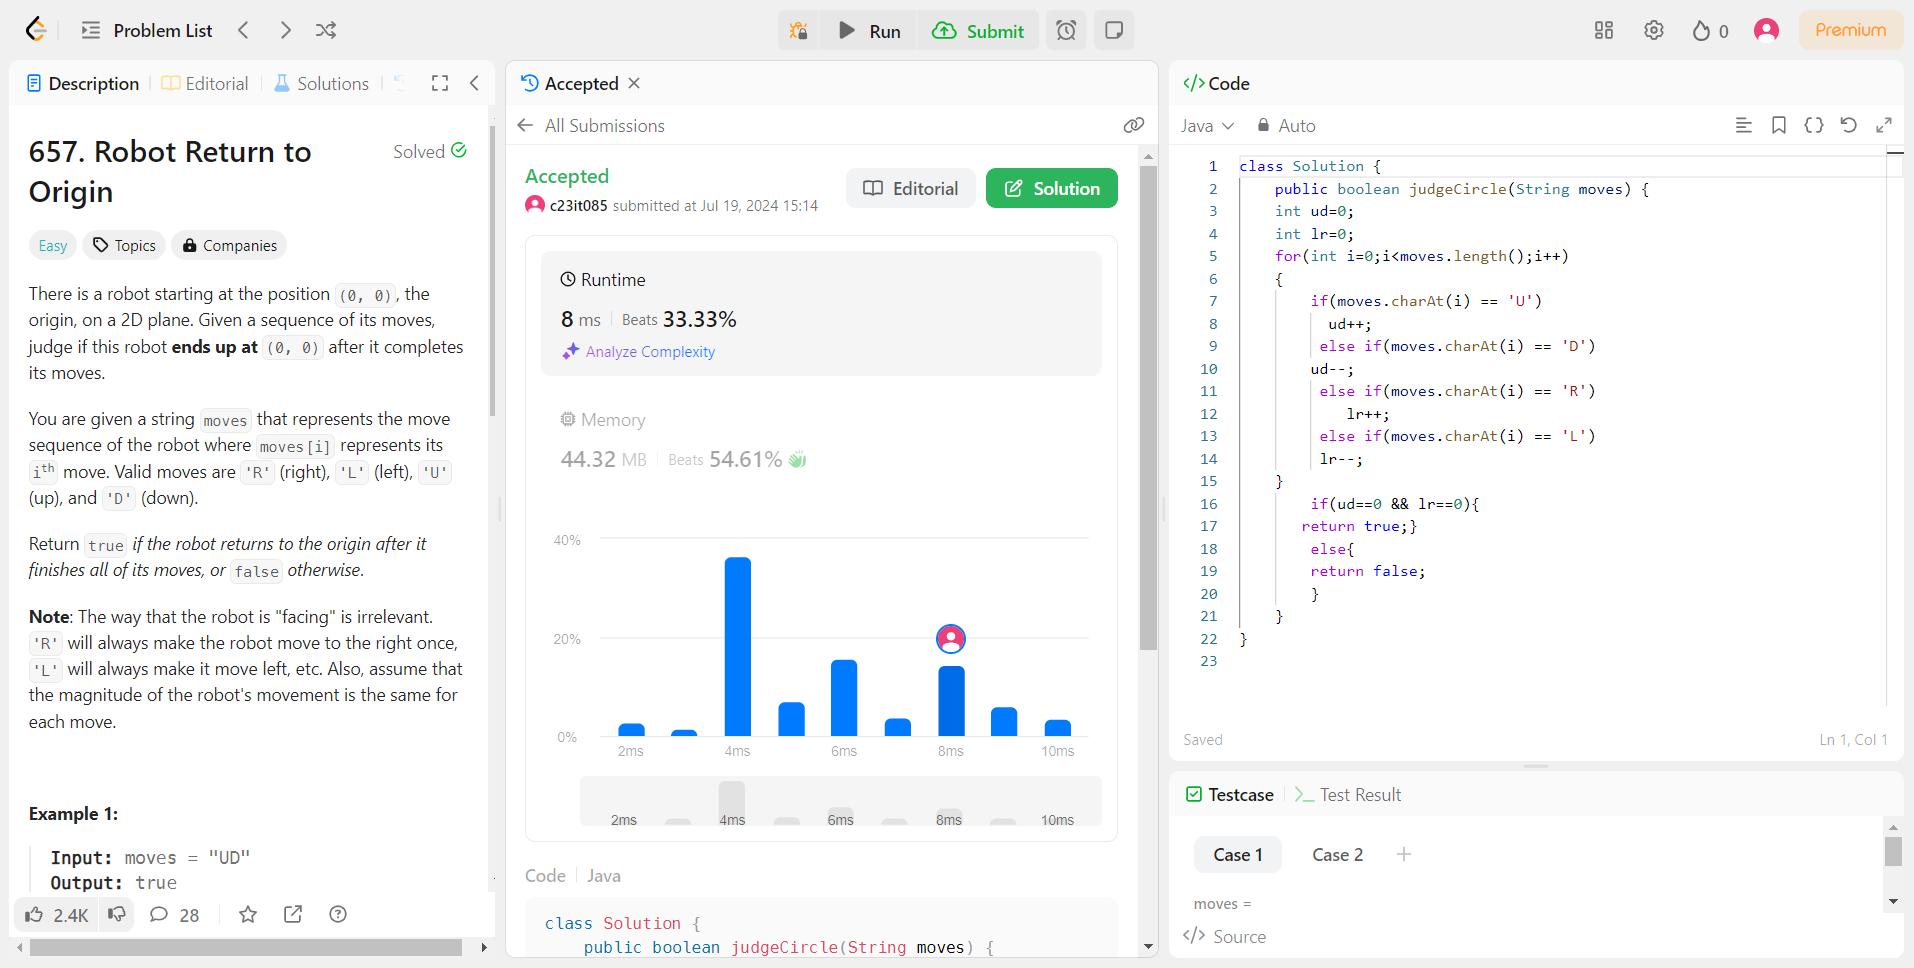 Problem List
Run
Submit
0
Premium
Description
Editorial
Solutions
657. Robot Return to
Origin
Solved
Easy
Topics
Companies
There is a robot starting at the position (0, 0), the
origin, on a 2D plane. Given a sequence of its moves,
judge if this robot ends up at (0, 0) after it completes
its moves.
You are given a string moves that represents the move
sequence of the robot where moves[i] represents its
ith move. Valid moves are 'R' (right), 'L' (left), 'U'
(up), and 'D' (down).
Return true if the robot returns to the origin after it
finishes all of its moves, or false otherwise.
Note: The way that the robot is "facing" is irrelevant.
'R' will always make the robot move to the right once,
'L' will always make it move left, etc. Also, assume that
the magnitude of the robot's movement is the same for
each move.
Example 1:
Input: moves = "UD"
Output: true
2.4K
28
Accepted
All Submissions
Accepted
c23it085 submitted at Jul 19, 2024 15:14
Editorial
Solution
Runtime
8 ms
Beats 33.33%
Analyze Complexity
Memory
44.32 MB
Beats 54.61%
40%
20%
0%
2ms
4ms
6ms
8ms
10ms
2ms
4ms
6ms
8ms
10ms
Code
Java
class Solution {
public boolean judgeCircle(String moves) {
</> Code
Java
Auto
1 class Solution {
2 public boolean judgeCircle(String moves) {
3 int ud=0;
4 int lr=0;
5 for(int i=0;i<moves.length();i++)
6 {
7 if(moves.charAt(i) == 'U')
8 ud++;
9 else if(moves.charAt(i) == 'D')
10 ud--;
11 else if(moves.charAt(i) == 'R')
12 lr++;
13 else if(moves.charAt(i) == 'L')
14 lr--;
15 }
16 if(ud==0 && lr==0){
17 return true;}
18 else{
19 return false;
20 }
21 }
22 }
23
Saved
Ln 1, Col 1
Testcase
Test Result
Case 1
Case 2
+
moves =
</> Source